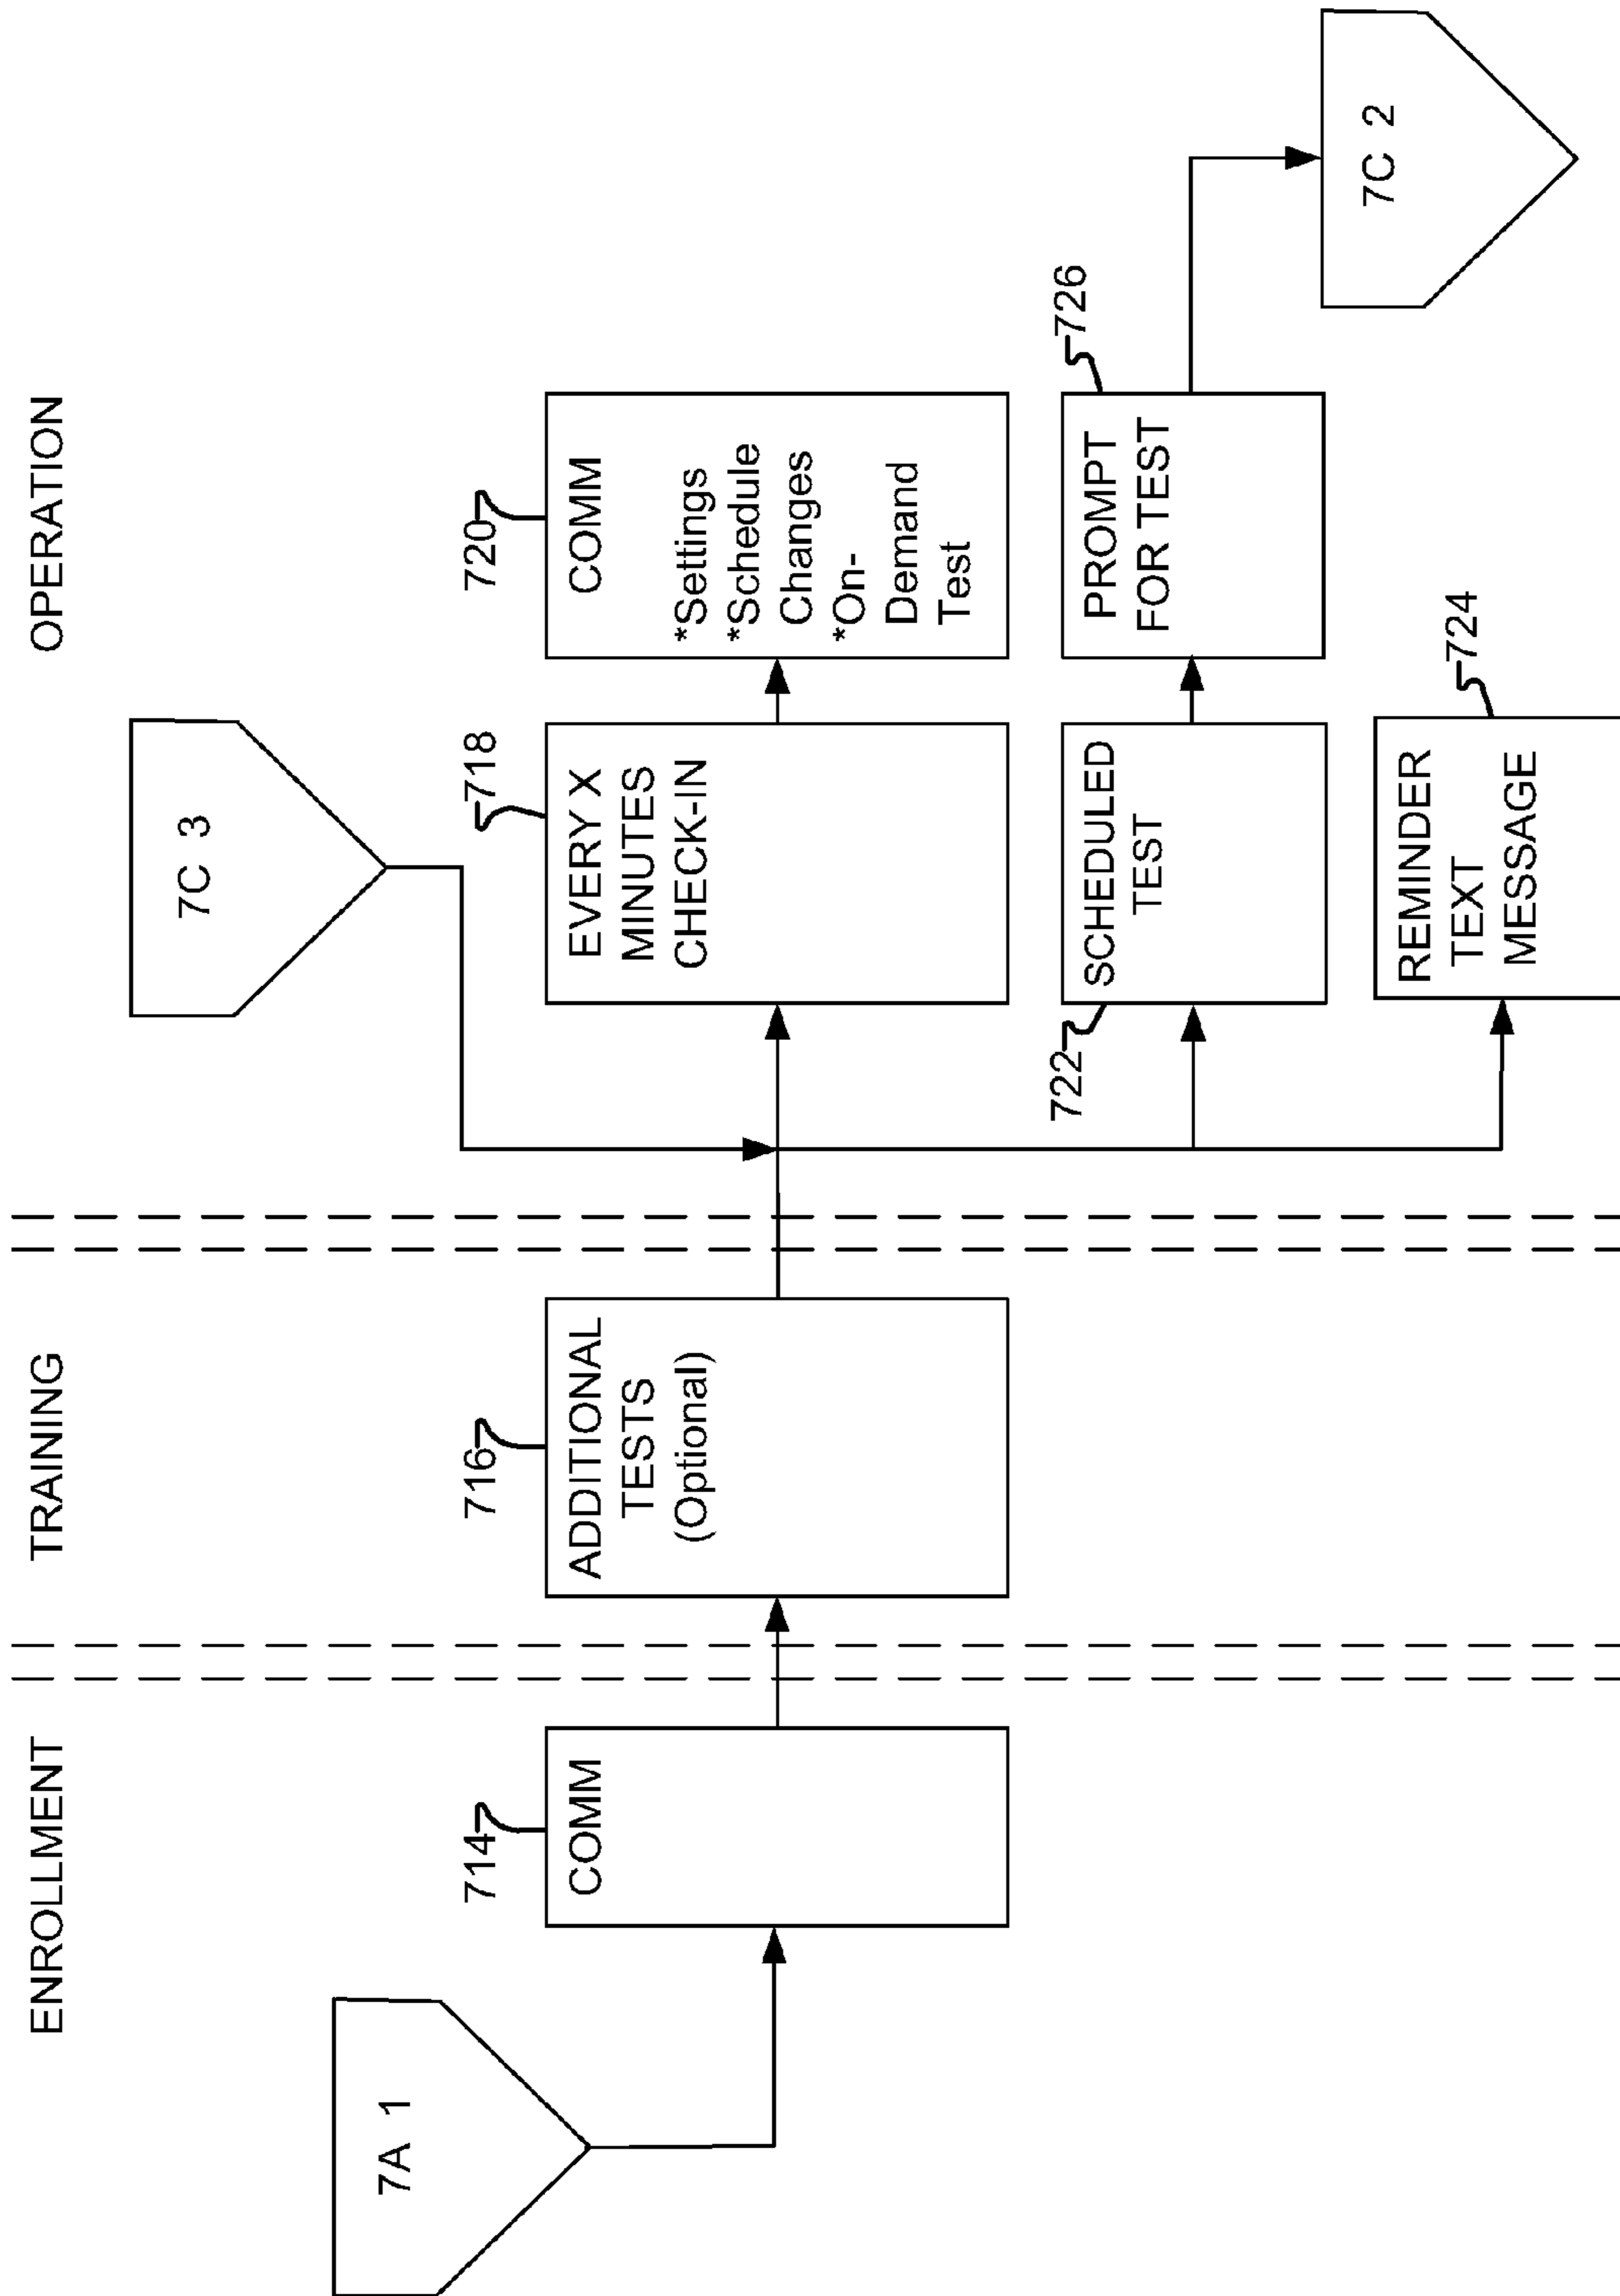 ENROLLMENT
TRAINING
OPERATION
7A 1
714
COMM
716
ADDITIONAL
TESTS
(Optional)
7C 3
718
EVERY X
MINUTES
CHECK-IN
720
COMM
*Settings
*Schedule
Changes
*On-
Demand
Test
722
SCHEDULED
TEST
726
PROMPT
FOR TEST
724
REMINDER
TEXT
MESSAGE
7C 2